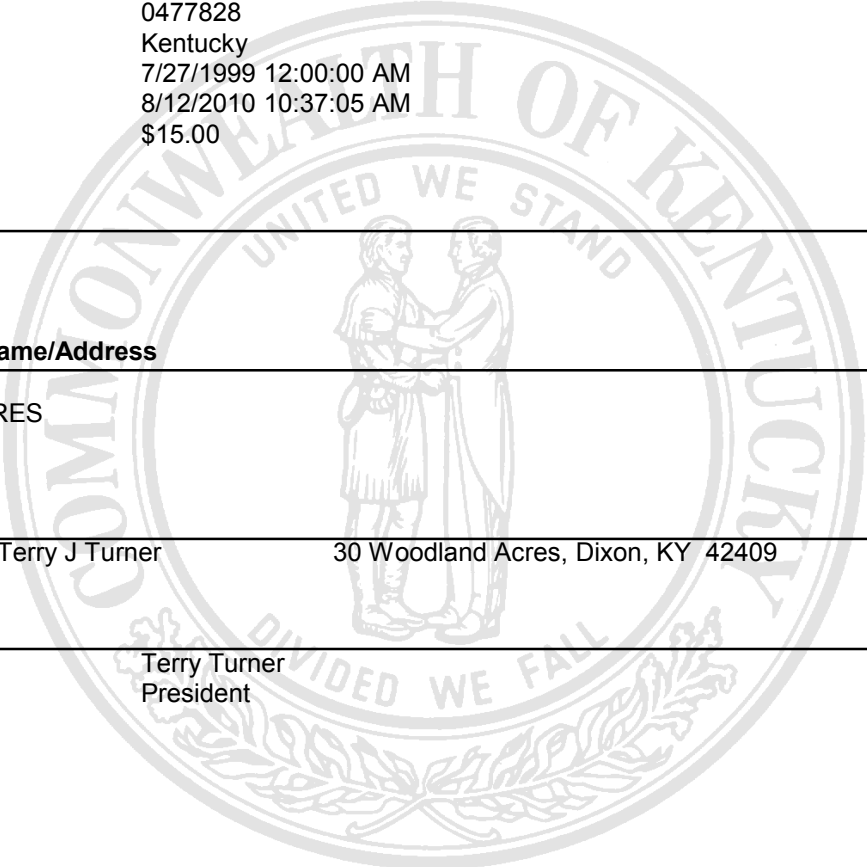 0477828
Kentucky
7/27/1999 12:00:00 AM
8/12/2010 10:37:05 AM
$15.00
COMMONWEALTH OF KENTUCKY
UNITED WE STAND
ame/Address
RES
Terry J Turner 30 Woodland Acres, Dixon, KY 42409
DIVIDED WE FALL
Terry Turner
President